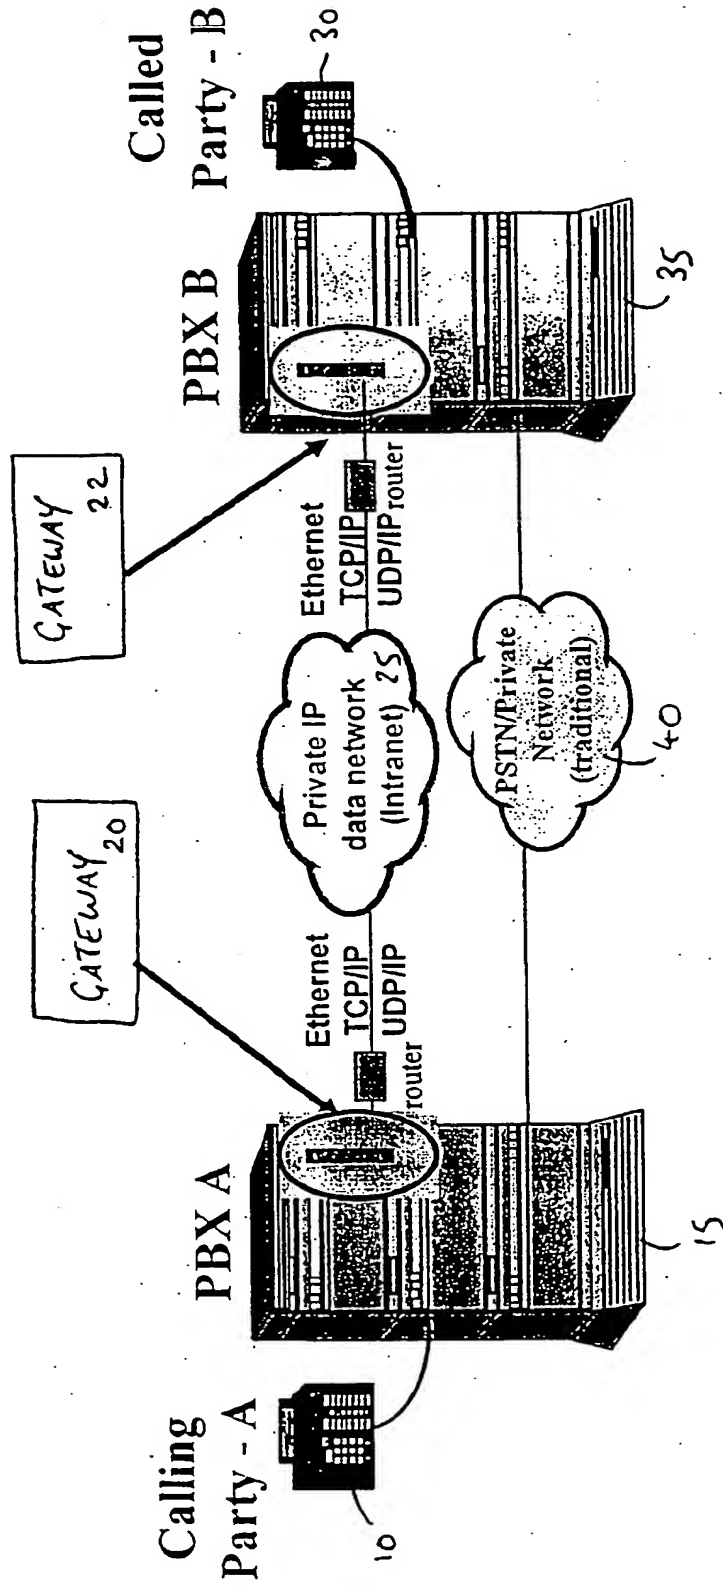 Calling
Party - A
10
PBX A
15
GATEWAY
20
router
Ethernet
TCP/IP
UDP/IP
Private IP
data network
(Intranet) 25
PSTN/Private
Network
(traditional)
40
GATEWAY
22
Ethernet
TCP/IP
UDP/IP router
PBX B
35
Called
Party - B
30